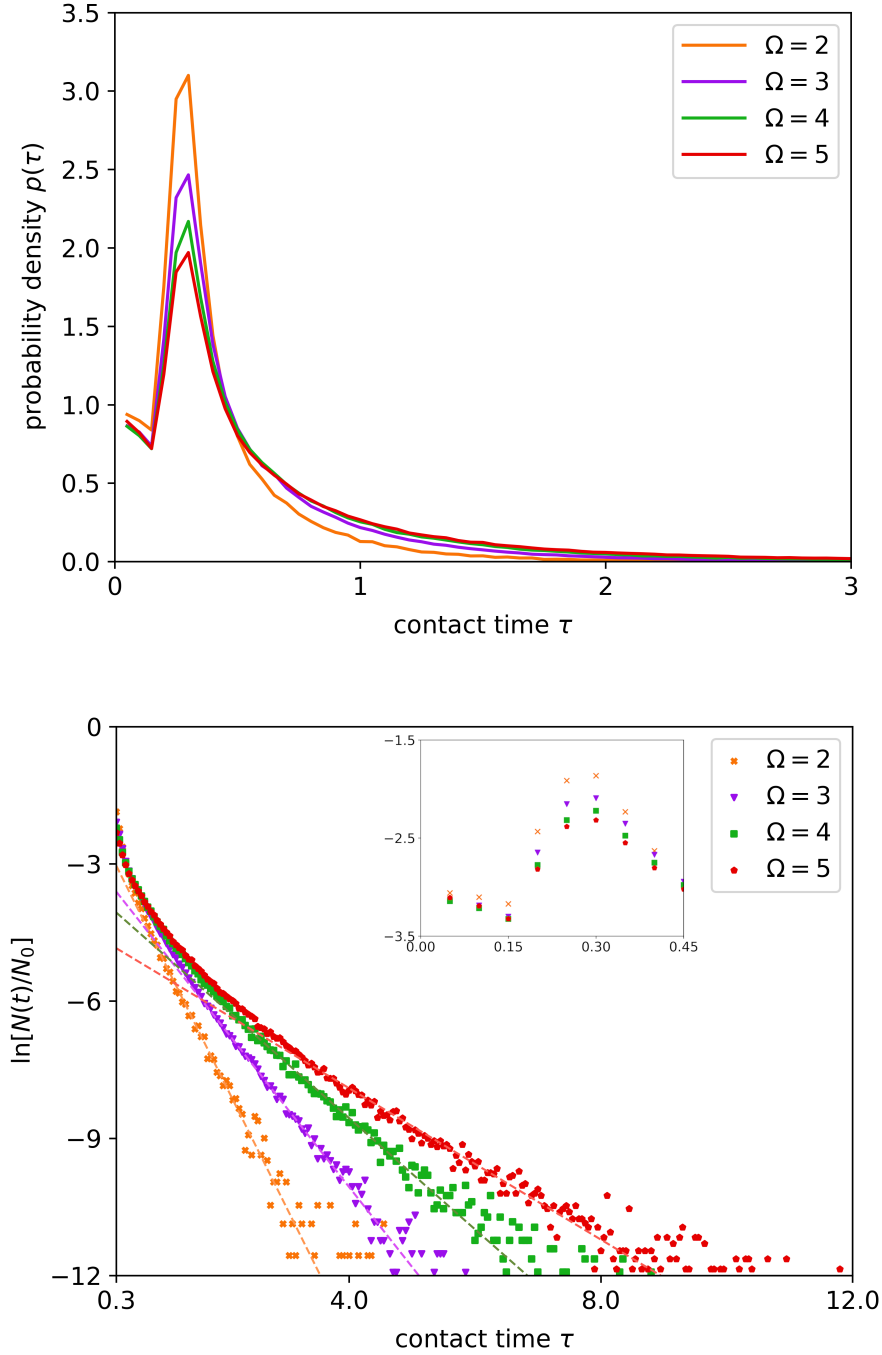 3.5
3.0
2.5
2.0
1.5
1.0
0.5
0.0
probability density p(τ)
Ω = 2
Ω = 3
Ω = 4
Ω = 5
0
1
2
3
contact time τ
0
−3
−6
−9
−12
ln[N(t)/N₀]
−1.5
−2.5
−3.5
0.00
0.15
0.30
0.45
Ω = 2
Ω = 3
Ω = 4
Ω = 5
0.3
4.0
8.0
12.0
contact time τ